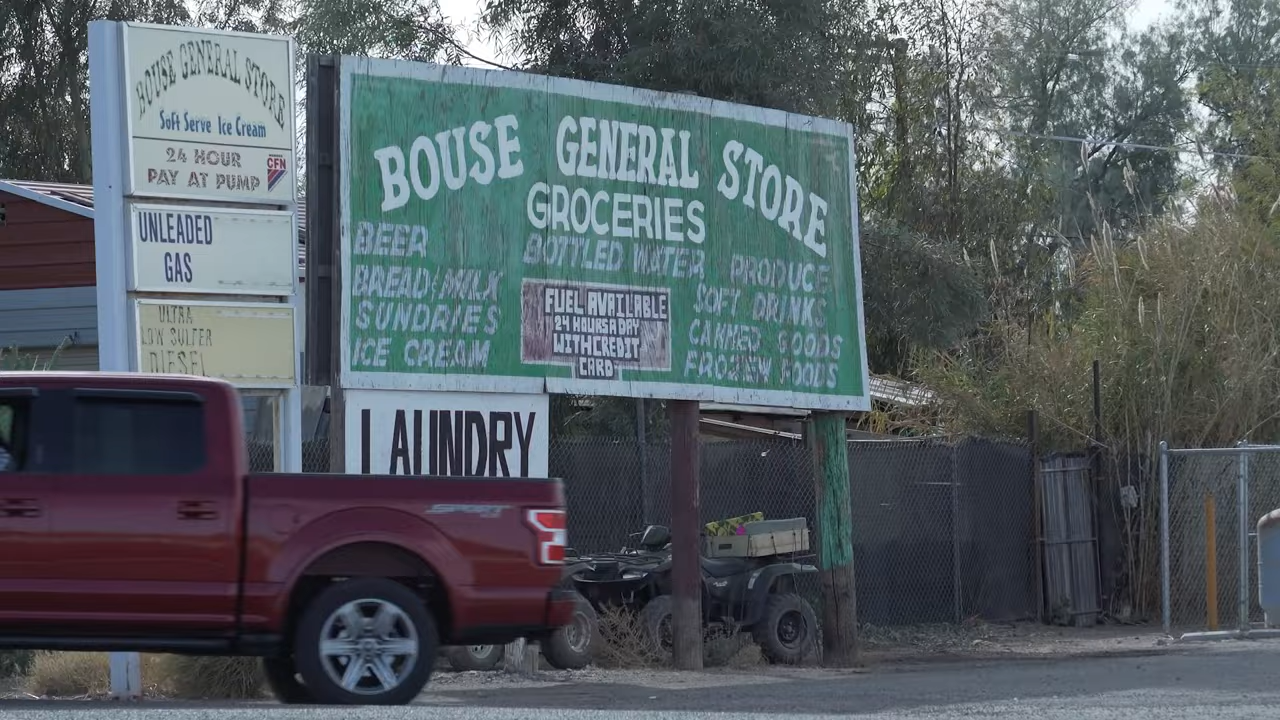 BOUSE GENERAL STORE
Soft Serve Ice Cream
24 HOUR
PAY AT PUMP
CFN
UNLEADED
GAS
ULTRA
LOW SULFER
DIESEL
BOUSE GENERAL STORE
GROCERIES
BEER
BREAD/MILK
SUNDRIES
ICE CREAM
BOTTLED WATER
FUEL AVAILABLE
24 HOURS A DAY
WITH CREDIT
CARD
PRODUCE
SOFT DRINKS
CANNED GOODS
FROZEN FOODS
LAUNDRY
SPORT